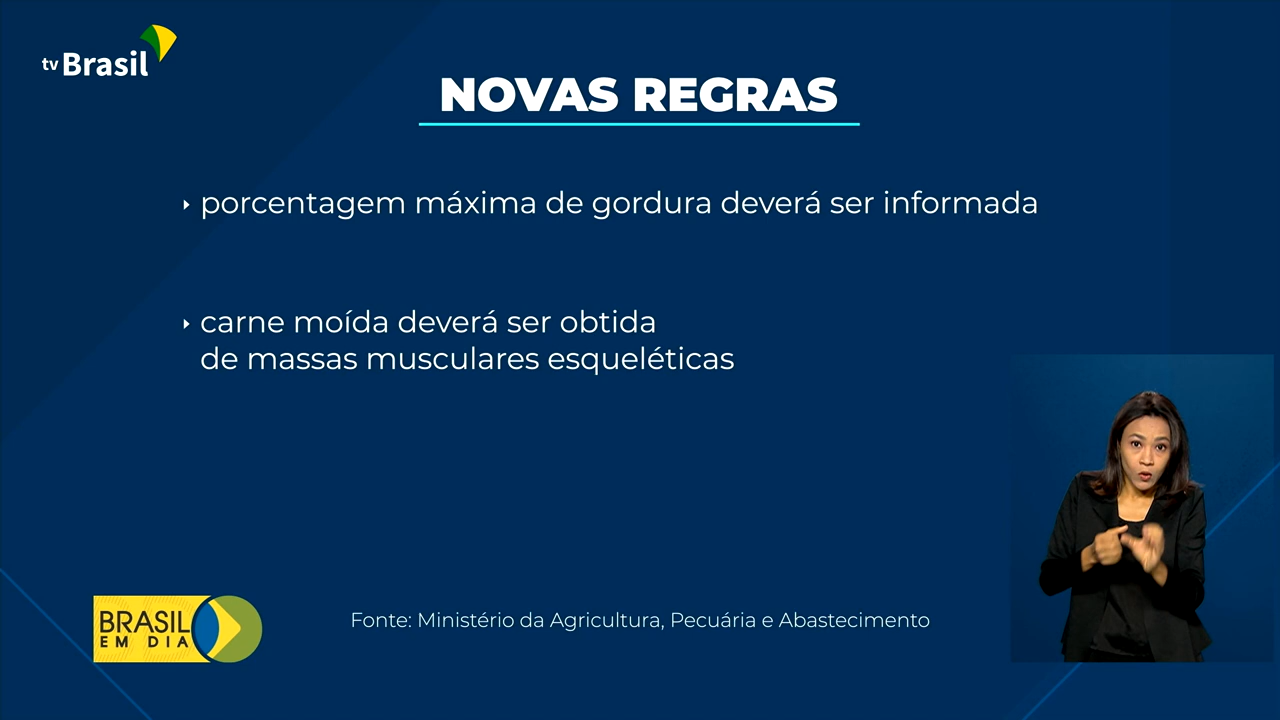 tv Brasil
NOVAS REGRAS
porcentagem máxima de gordura deverá ser informada
carne moída deverá ser obtida
de massas musculares esqueléticas
BRASIL
EM DIA
Fonte: Ministério da Agricultura, Pecuária e Abastecimento